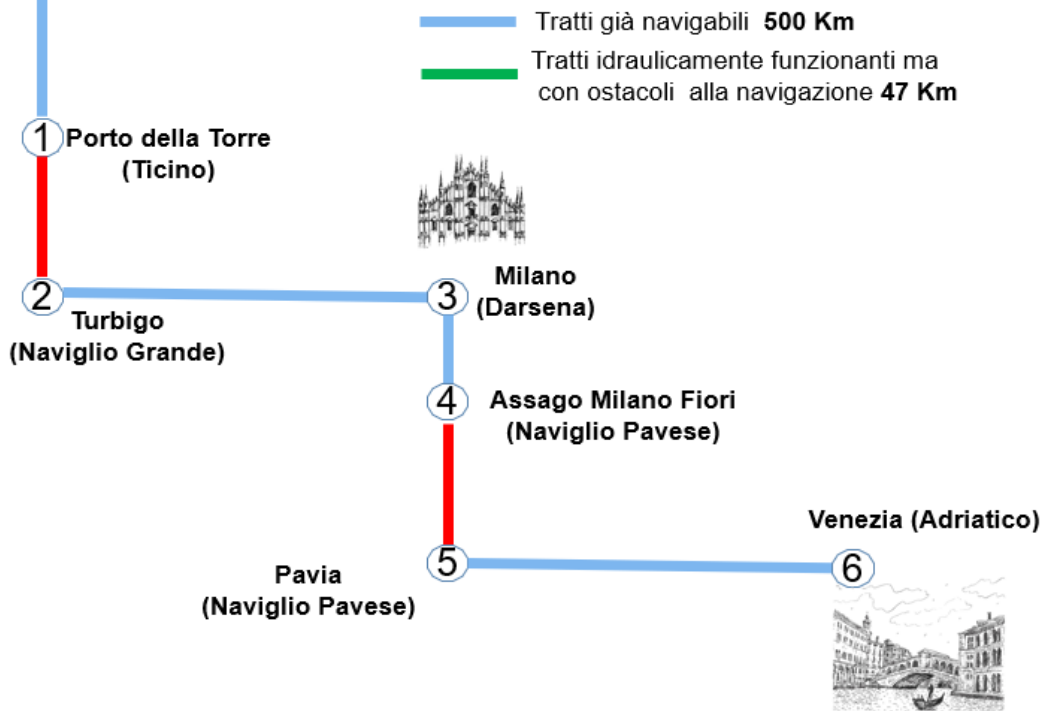 Tratti già navigabili 500 Km
Tratti idraulicamente funzionanti ma
con ostacoli alla navigazione 47 Km
1
Porto della Torre
(Ticino)
2
Turbigo
(Naviglio Grande)
3
Milano
(Darsena)
4
Assago Milano Fiori
(Naviglio Pavese)
5
Pavia
(Naviglio Pavese)
Venezia (Adriatico)
6